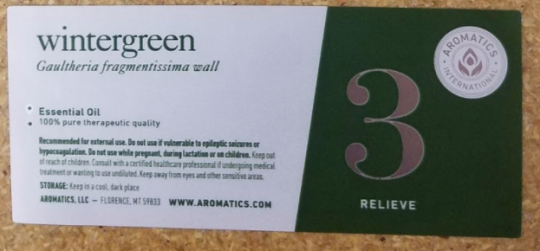 wintergreen
Gaultheria fragmentissima wall
Essential Oil
100% pure therapeutic quality
Recommended for external use. Do not use if vulnerable to epileptic seizures or
hypocoagulation. Do not use while pregnant, during lactation or on children. Keep out
of reach of children. Consult with a certified healthcare professional if undergoing medical
treatment or wanting to use undiluted. Keep away from eyes and other sensitive areas.
STORAGE: Keep in a cool, dark place
AROMATICS, LLC — FLORENCE, MT 59833 WWW.AROMATICS.COM
3
RELIEVE
AROMATICS
INTERNATIONAL